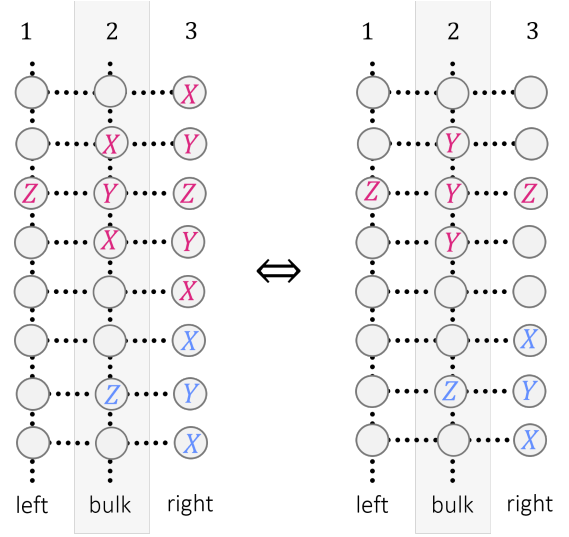 1 2 3 1 2 3
X
X Y Y
Z Y Z Z Y Z
X Y Y
X
X X
Z Y Z Y
X X
⇔
left bulk right left bulk right